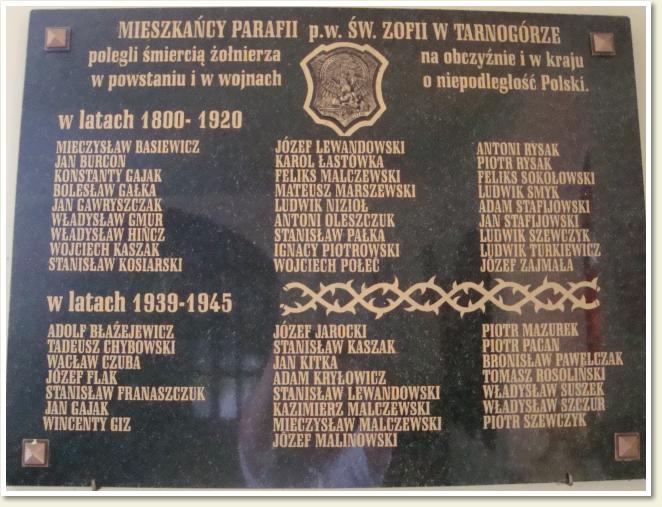 MIESZKAŃCY PARAFII p.w. ŚW. ZOFII W TARNOGÓRZE
polegli śmiercią żołnierza
w powstaniu i w wojnach
na obczyźnie i w kraju
o niepodległość Polski.
w latach 1800- 1920
MIECZYSŁAW BASIEWICZ
JAN BURCON
KONSTANTY GAJAK
BOLESŁAW GAŁKA
JAN GAWRYSZCZAK
WŁADYSŁAW GMUR
WŁADYSŁAW HIŃCZ
WOJCIECH KASZAK
STANISŁAW KOSIARSKI
JÓZEF LEWANDOWSKI
KAROL ŁASTÓWKA
FELIKS MALCZEWSKI
MATEUSZ MARSZEWSKI
LUDWIK NIZIOŁ
ANTONI OLESZCZUK
STANISŁAW PAŁKA
IGNACY PIOTROWSKI
WOJCIECH POŁEĆ
ANTONI RYSAK
PIOTR RYSAK
FELIKS SOKOŁOWSKI
LUDWIK SMYK
ADAM STAFIJOWSKI
JAN STAFIJOWSKI
LUDWIK SZEWCZYK
LUDWIK TURKIEWICZ
JÓZEF ZAJMAŁA
w latach 1939-1945
ADOLF BŁAŻEJEWICZ
TADEUSZ CHYBOWSKI
WACŁAW CZUBA
JÓZEF FLAK
STANISŁAW FRANASZCZUK
JAN GAJAK
WINCENTY GIZ
JÓZEF JAROCKI
STANISŁAW KASZAK
JAN KITKA
ADAM KRYŁOWICZ
STANISŁAW LEWANDOWSKI
KAZIMIERZ MALCZEWSKI
MIECZYSŁAW MALCZEWSKI
JÓZEF MALINOWSKI
PIOTR MAZUREK
PIOTR PACAN
BRONISŁAW PAWELCZAK
TOMASZ ROSOLIŃSKI
WŁADYSŁAW SUSZEK
WŁADYSŁAW SZCZUR
PIOTR SZEWCZYK